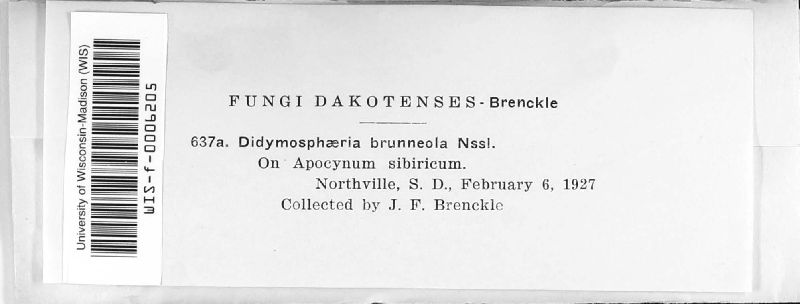 University of Wisconsin-Madison (WIS)
WIS-f-0006205
FUNGI DAKOTENSES - Brenckle
637a. Didymosphæria brunneola Nssl.
On Apocynum sibiricum.
Northville, S. D., February 6, 1927
Collected by J. F. Brenckle